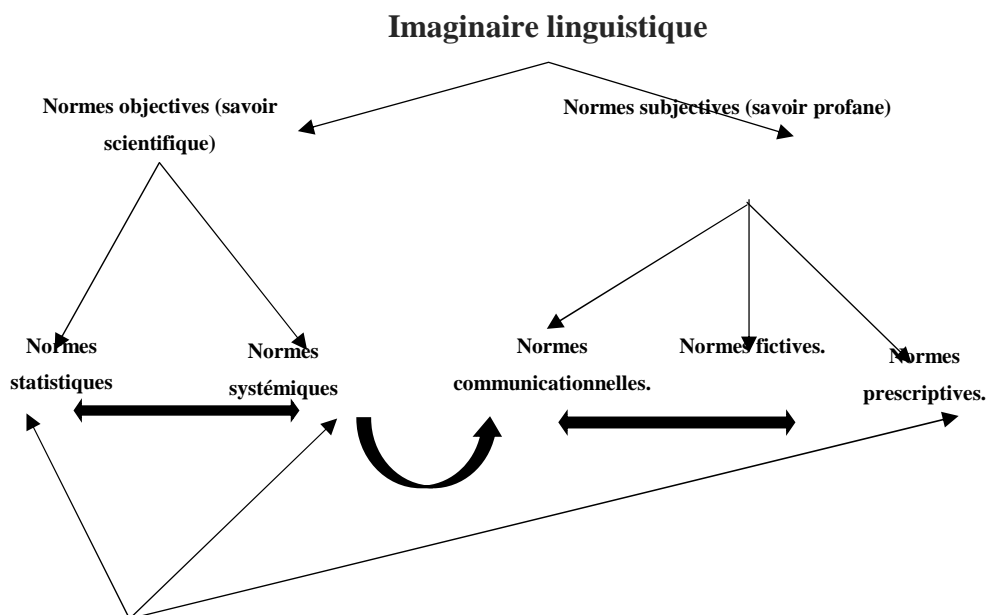 Imaginaire linguistique
Normes objectives (savoir
scientifique)
Normes subjectives (savoir profane)
Normes
statistiques
Normes
systémiques
Normes
communicationnelles.
Normes fictives.
Normes
prescriptives.